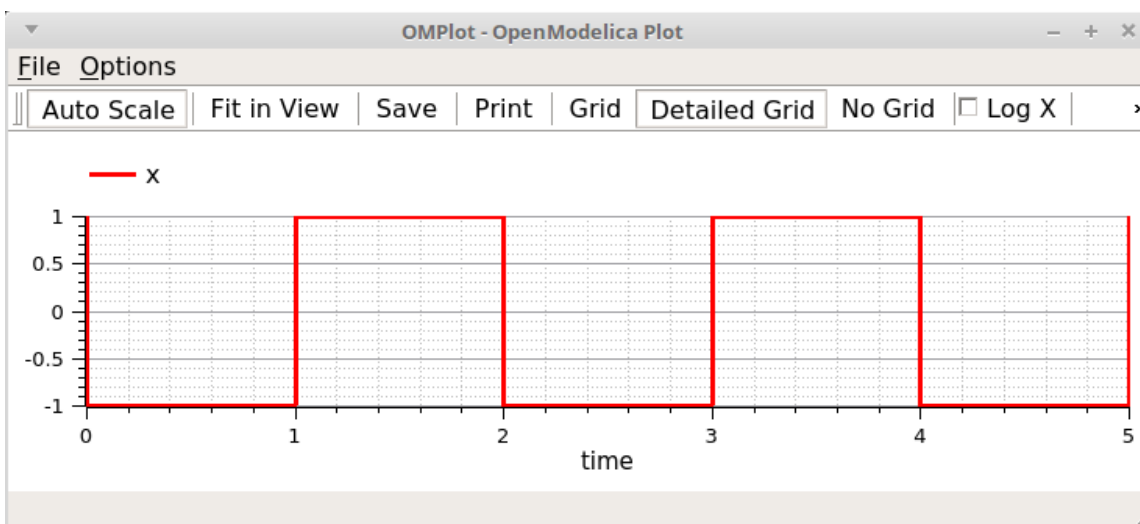 OMPlot - OpenModelica Plot
File Options
Auto Scale Fit in View Save Print Grid Detailed Grid No Grid Log X
x
1
0.5
0
-0.5
-1
0 1 2 3 4 5
time